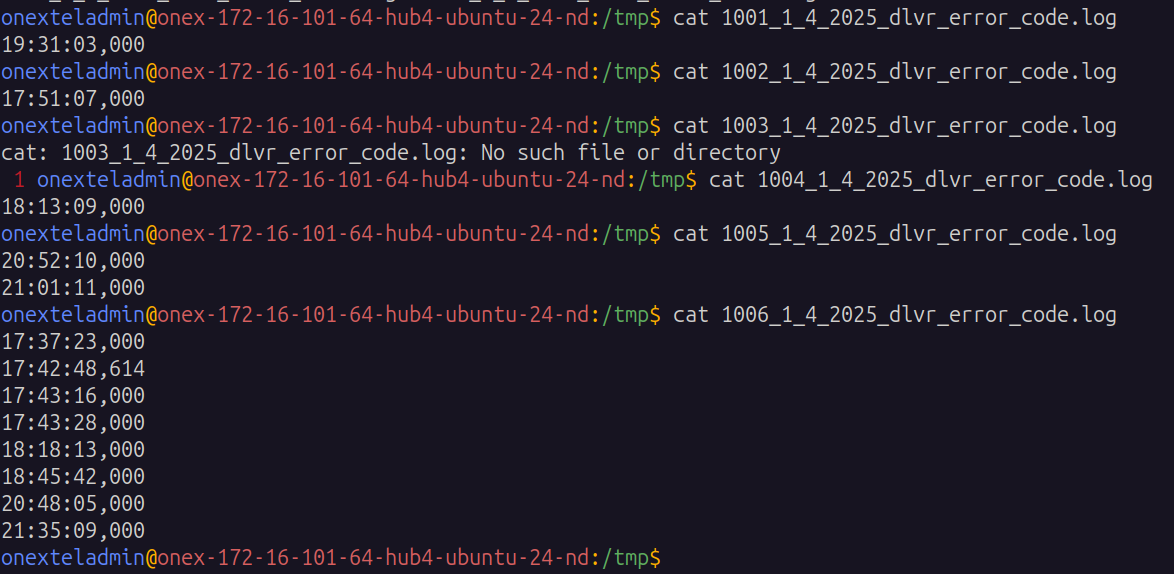 onexteladmin@onex-172-16-101-64-hub4-ubuntu-24-nd:/tmp$ cat 1001_1_4_2025_dlvr_error_code.log
19:31:03,000
onexteladmin@onex-172-16-101-64-hub4-ubuntu-24-nd:/tmp$ cat 1002_1_4_2025_dlvr_error_code.log
17:51:07,000
onexteladmin@onex-172-16-101-64-hub4-ubuntu-24-nd:/tmp$ cat 1003_1_4_2025_dlvr_error_code.log
cat: 1003_1_4_2025_dlvr_error_code.log: No such file or directory
1 onexteladmin@onex-172-16-101-64-hub4-ubuntu-24-nd:/tmp$ cat 1004_1_4_2025_dlvr_error_code.log
18:13:09,000
onexteladmin@onex-172-16-101-64-hub4-ubuntu-24-nd:/tmp$ cat 1005_1_4_2025_dlvr_error_code.log
20:52:10,000
21:01:11,000
onexteladmin@onex-172-16-101-64-hub4-ubuntu-24-nd:/tmp$ cat 1006_1_4_2025_dlvr_error_code.log
17:37:23,000
17:42:48,614
17:43:16,000
17:43:28,000
18:18:13,000
18:45:42,000
20:48:05,000
21:35:09,000
onexteladmin@onex-172-16-101-64-hub4-ubuntu-24-nd:/tmp$